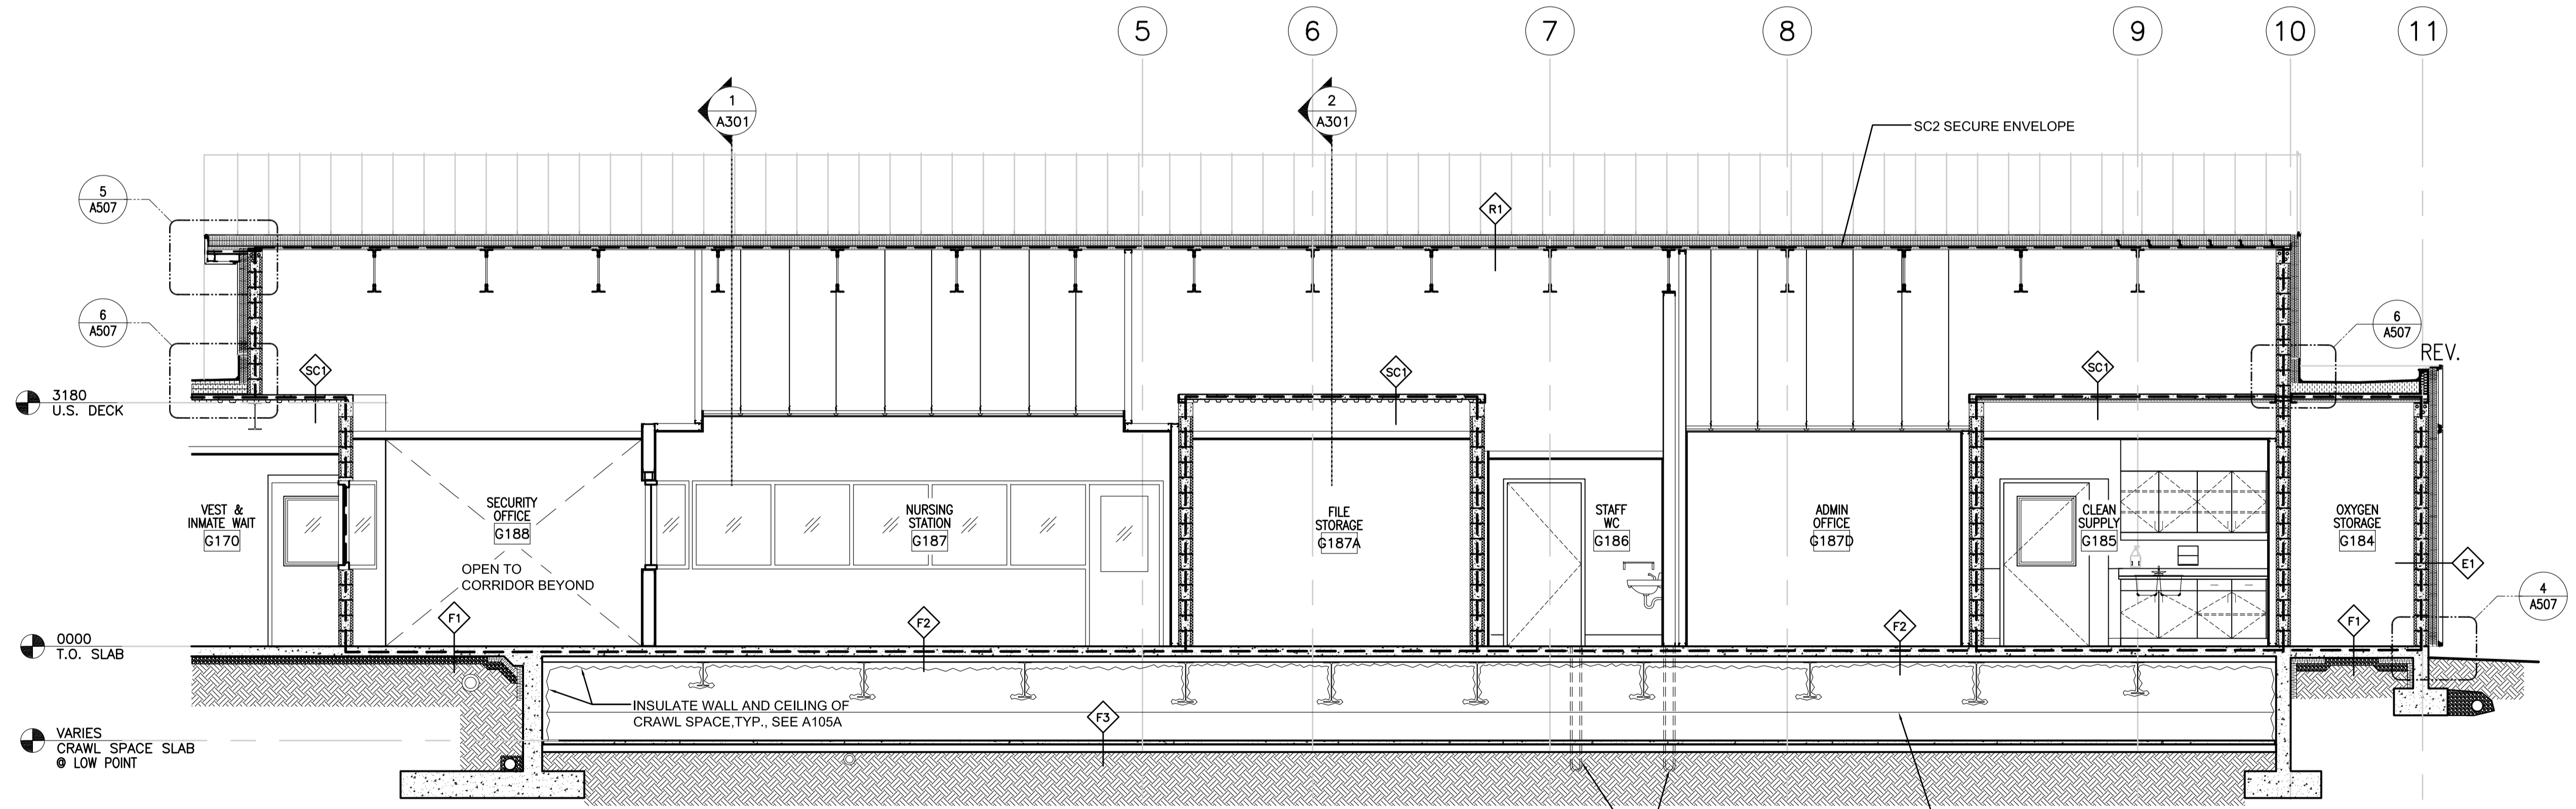 5
6
7
8
9
10
11
1
A301
2
A301
SC2 SECURE ENVELOPE
5
A507
R1
6
A507
6
A507
REV.
SC1
SC1
SC1
3180
U.S. DECK
VEST &
INMATE WAIT
G170
SECURITY
OFFICE
G188
OPEN TO
CORRIDOR BEYOND
NURSING
STATION
G187
FILE
STORAGE
G187A
STAFF
WC
G186
ADMIN
OFFICE
G187D
CLEAN
SUPPLY
G185
OXYGEN
STORAGE
G184
E1
4
A507
F1
F2
F2
F1
0000
T.O. SLAB
INSULATE WALL AND CEILING OF
CRAWL SPACE,TYP., SEE A105A
F3
VARIES
CRAWL SPACE SLAB
@ LOW POINT